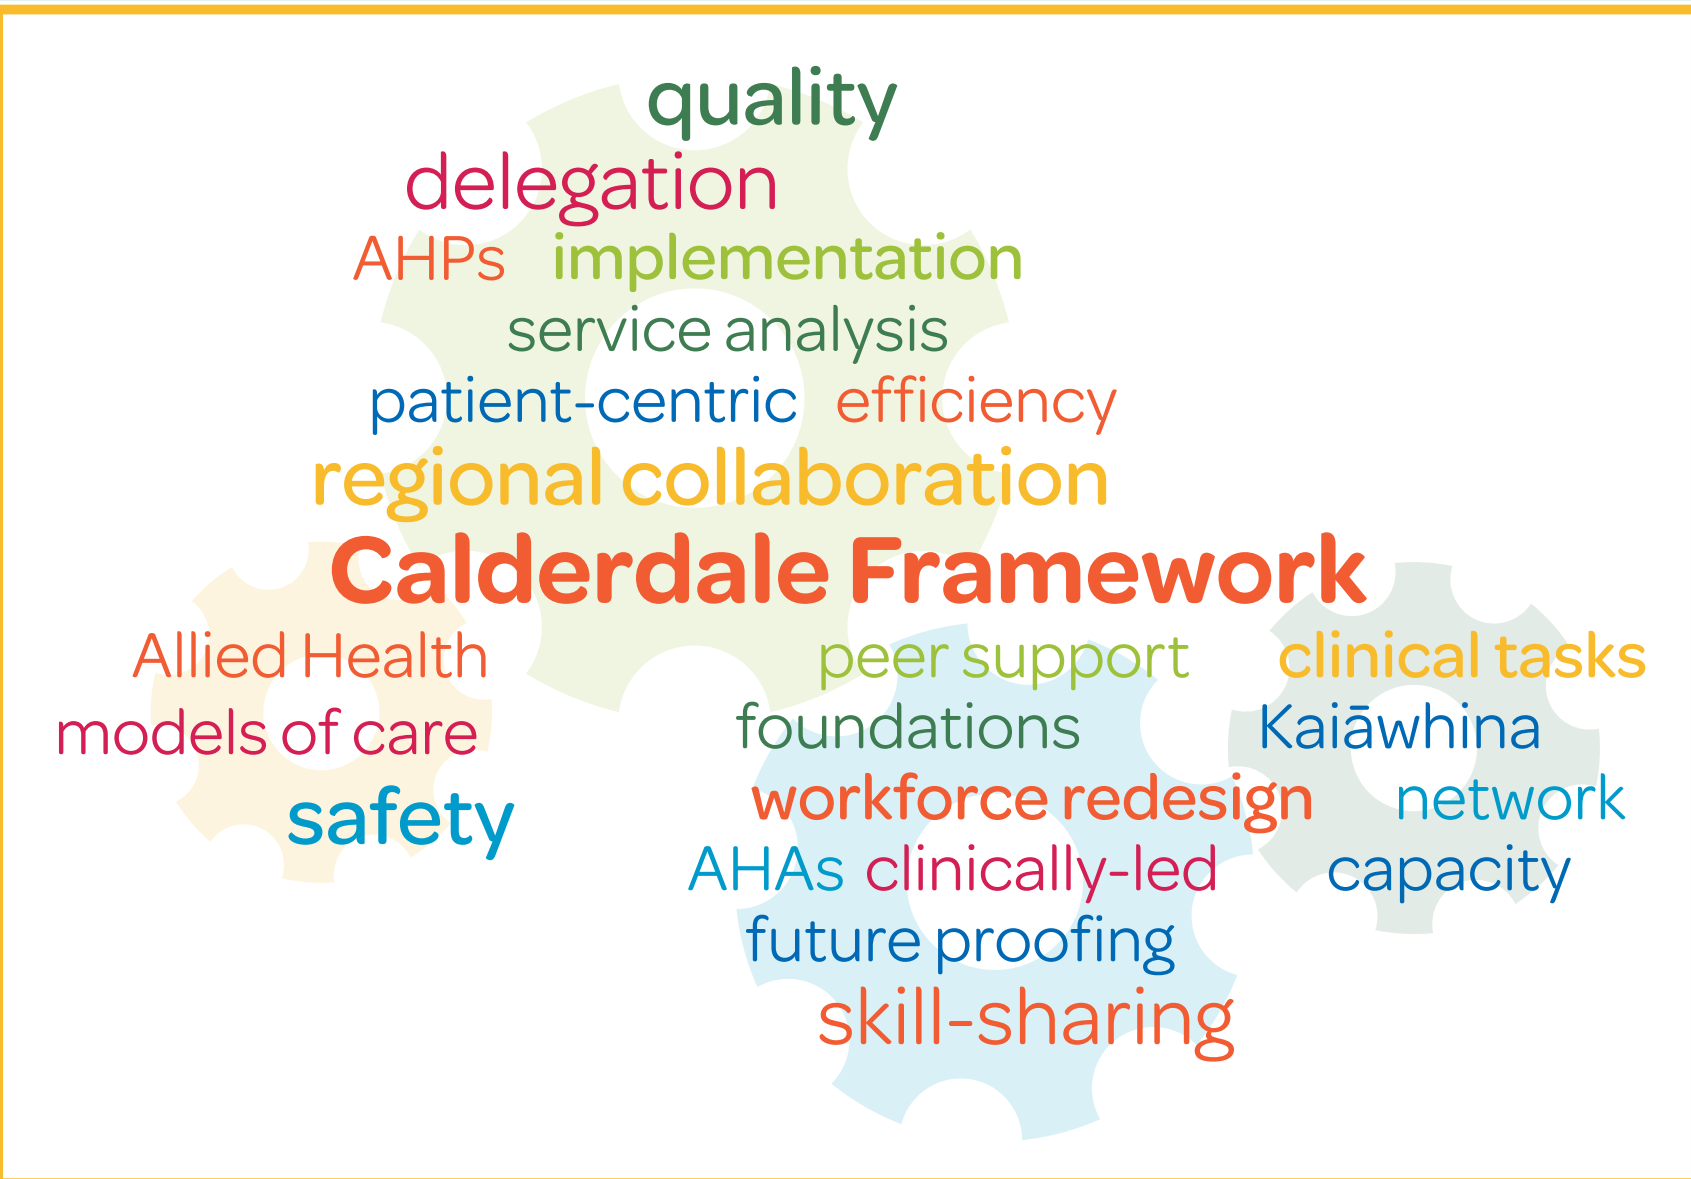 quality
delegation
AHPs implementation
service analysis
patient-centric efficiency
regional collaboration
Calderdale Framework
Allied Health
models of care
safety
peer support
foundations
workforce redesign
AHAs clinically-led
future proofing
skill-sharing
clinical tasks
Kaiāwhina
network
capacity